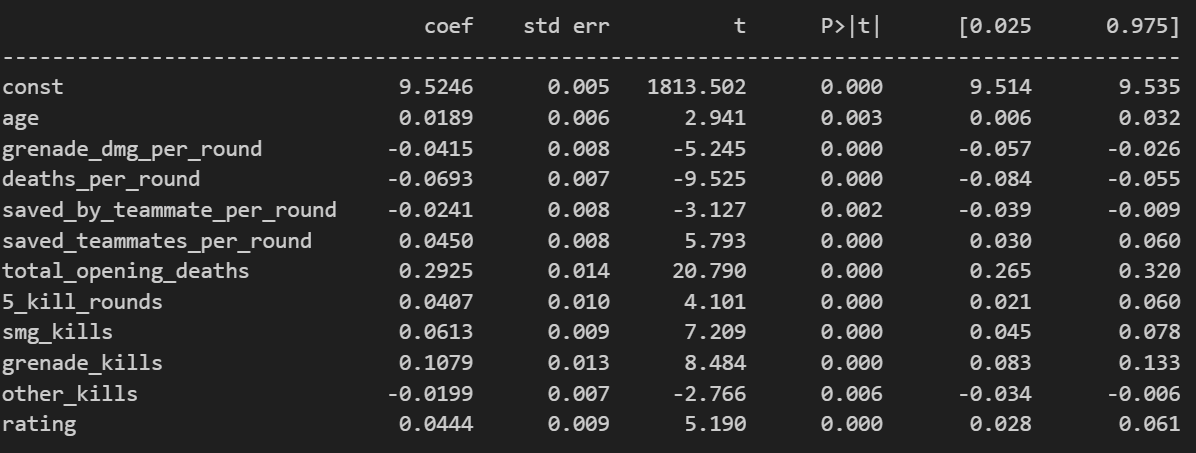 coef std err t P>|t| [0.025 0.975]
------------------------------------------------------------------------------------------
const 9.5246 0.005 1813.502 0.000 9.514 9.535
age 0.0189 0.006 2.941 0.003 0.006 0.032
grenade_dmg_per_round -0.0415 0.008 -5.245 0.000 -0.057 -0.026
deaths_per_round -0.0693 0.007 -9.525 0.000 -0.084 -0.055
saved_by_teammate_per_round -0.0241 0.008 -3.127 0.002 -0.039 -0.009
saved_teammates_per_round 0.0450 0.008 5.793 0.000 0.030 0.060
total_opening_deaths 0.2925 0.014 20.790 0.000 0.265 0.320
5_kill_rounds 0.0407 0.010 4.101 0.000 0.021 0.060
smg_kills 0.0613 0.009 7.209 0.000 0.045 0.078
grenade_kills 0.1079 0.013 8.484 0.000 0.083 0.133
other_kills -0.0199 0.007 -2.766 0.006 -0.034 -0.006
rating 0.0444 0.009 5.190 0.000 0.028 0.061